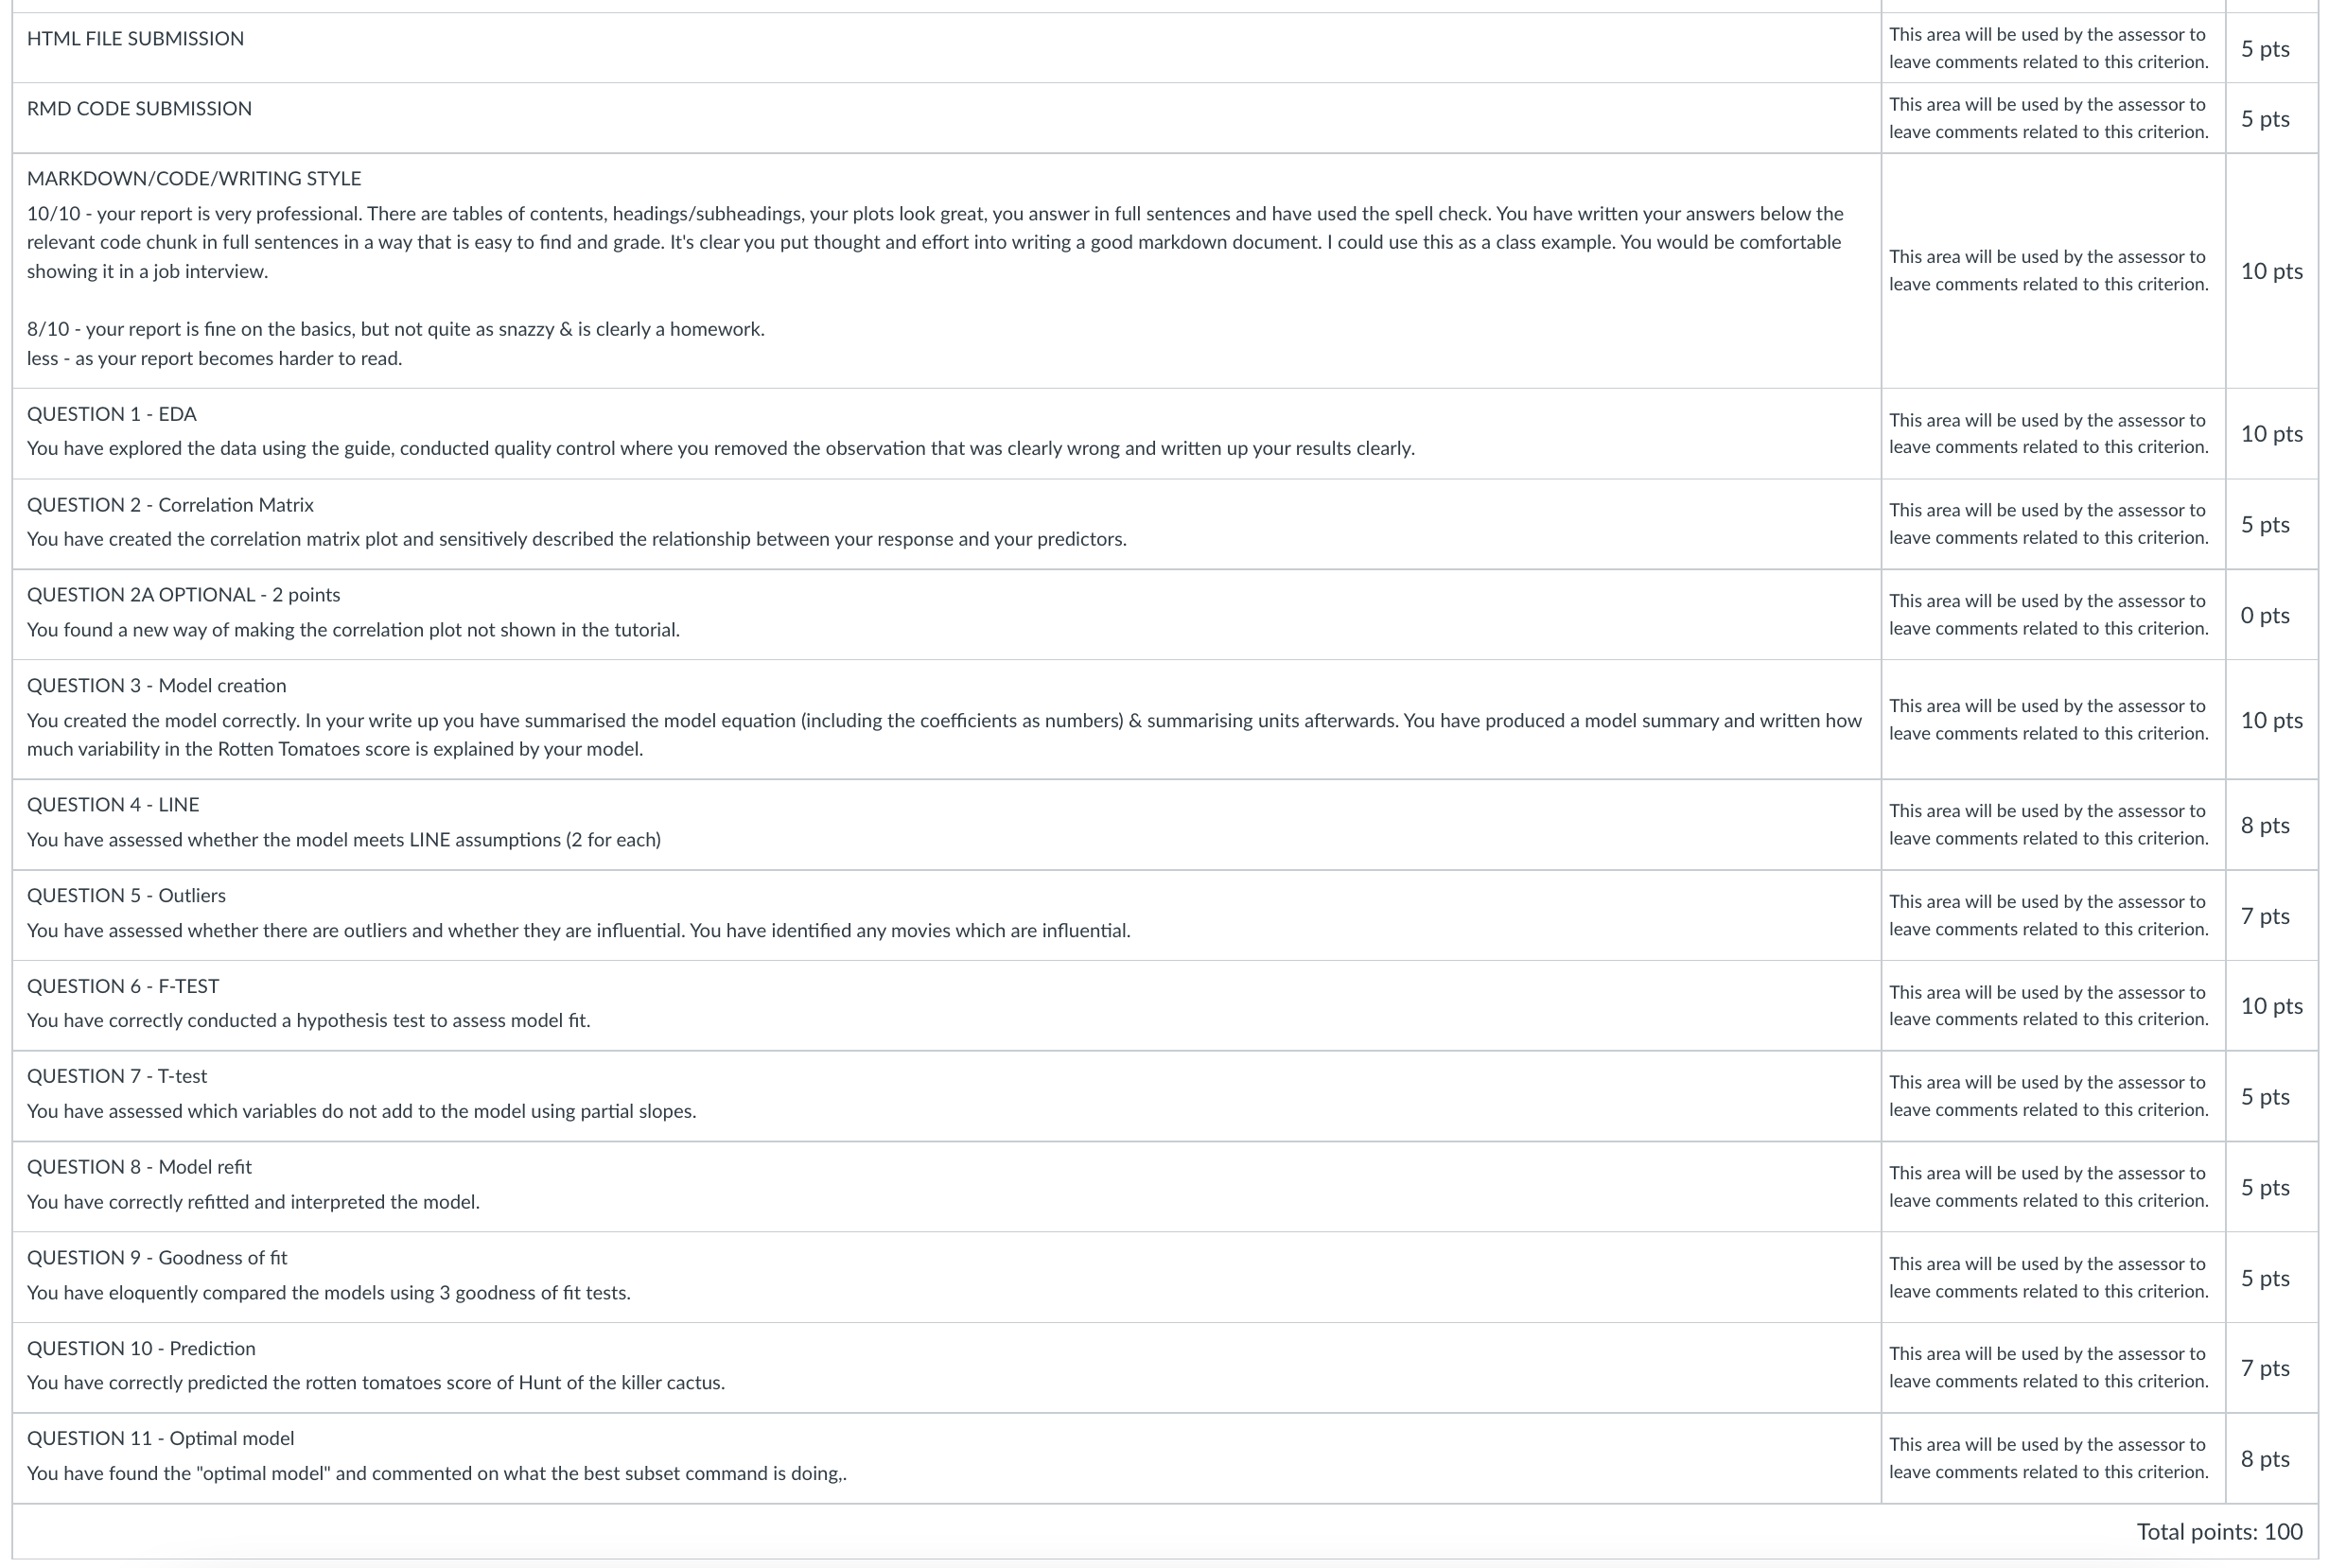 HTML FILE SUBMISSION
This area will be used by the assessor to
leave comments related to this criterion.
5 pts
RMD CODE SUBMISSION
This area will be used by the assessor to
leave comments related to this criterion.
5 pts
MARKDOWN/CODE/WRITING STYLE
10/10 - your report is very professional. There are tables of contents, headings/subheadings, your plots look great, you answer in full sentences and have used the spell check. You have written your answers below the
relevant code chunk in full sentences in a way that is easy to find and grade. It's clear you put thought and effort into writing a good markdown document. I could use this as a class example. You would be comfortable
showing it in a job interview.
8/10 - your report is fine on the basics, but not quite as snazzy & is clearly a homework.
less - as your report becomes harder to read.
This area will be used by the assessor to
leave comments related to this criterion.
10 pts
QUESTION 1 - EDA
You have explored the data using the guide, conducted quality control where you removed the observation that was clearly wrong and written up your results clearly.
This area will be used by the assessor to
leave comments related to this criterion.
10 pts
QUESTION 2 - Correlation Matrix
You have created the correlation matrix plot and sensitively described the relationship between your response and your predictors.
This area will be used by the assessor to
leave comments related to this criterion.
5 pts
QUESTION 2A OPTIONAL - 2 points
You found a new way of making the correlation plot not shown in the tutorial.
This area will be used by the assessor to
leave comments related to this criterion.
0 pts
QUESTION 3 - Model creation
You created the model correctly. In your write up you have summarised the model equation (including the coefficients as numbers) & summarising units afterwards. You have produced a model summary and written how
much variability in the Rotten Tomatoes score is explained by your model.
This area will be used by the assessor to
leave comments related to this criterion.
10 pts
QUESTION 4 - LINE
You have assessed whether the model meets LINE assumptions (2 for each)
This area will be used by the assessor to
leave comments related to this criterion.
8 pts
QUESTION 5 - Outliers
You have assessed whether there are outliers and whether they are influential. You have identified any movies which are influential.
This area will be used by the assessor to
leave comments related to this criterion.
7 pts
QUESTION 6 - F-TEST
You have correctly conducted a hypothesis test to assess model fit.
This area will be used by the assessor to
leave comments related to this criterion.
10 pts
QUESTION 7 - T-test
You have assessed which variables do not add to the model using partial slopes.
This area will be used by the assessor to
leave comments related to this criterion.
5 pts
QUESTION 8 - Model refit
You have correctly refitted and interpreted the model.
This area will be used by the assessor to
leave comments related to this criterion.
5 pts
QUESTION 9 - Goodness of fit
You have eloquently compared the models using 3 goodness of fit tests.
This area will be used by the assessor to
leave comments related to this criterion.
5 pts
QUESTION 10 - Prediction
You have correctly predicted the rotten tomatoes score of Hunt of the killer cactus.
This area will be used by the assessor to
leave comments related to this criterion.
7 pts
QUESTION 11 - Optimal model
You have found the "optimal model" and commented on what the best subset command is doing,.
This area will be used by the assessor to
leave comments related to this criterion.
8 pts
Total points: 100